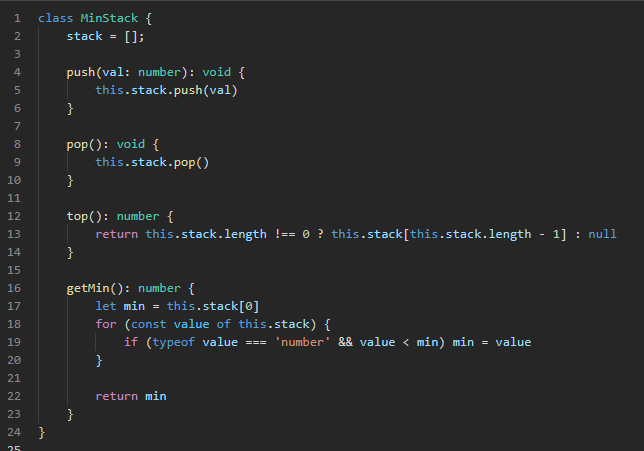 1 class MinStack {
2     stack = [];
3
4     push(val: number): void {
5         this.stack.push(val)
6     }
7
8     pop(): void {
9         this.stack.pop()
10     }
11
12     top(): number {
13         return this.stack.length !== 0 ? this.stack[this.stack.length - 1] : null
14     }
15
16     getMin(): number {
17         let min = this.stack[0]
18         for (const value of this.stack) {
19             if (typeof value === 'number' && value < min) min = value
20         }
21
22         return min
23     }
24 }
25